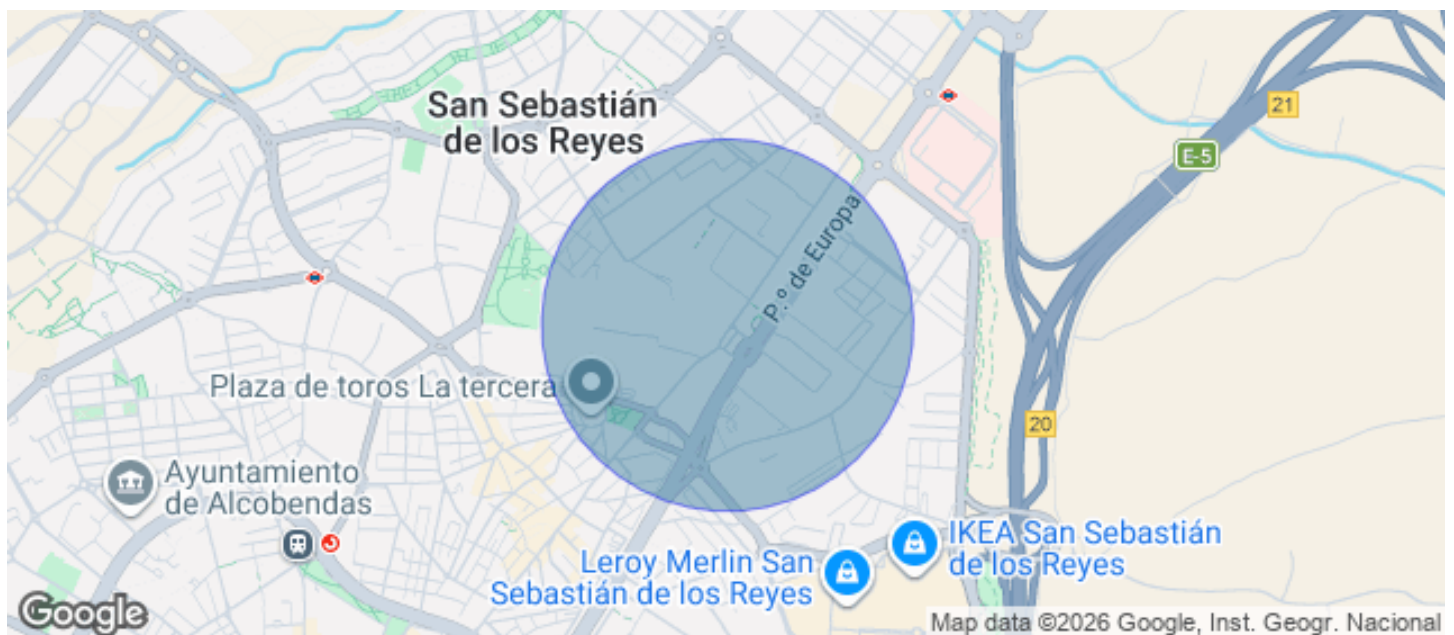 San Sebastián
de los Reyes
21
E-5
P.º de Europa
Plaza de toros La tercera
20
Ayuntamiento
de Alcobendas
IKEA San Sebastián
de los Reyes
Leroy Merlin San
Sebastián de los Reyes
Google
Map data ©2026 Google, Inst. Geogr. Nacional